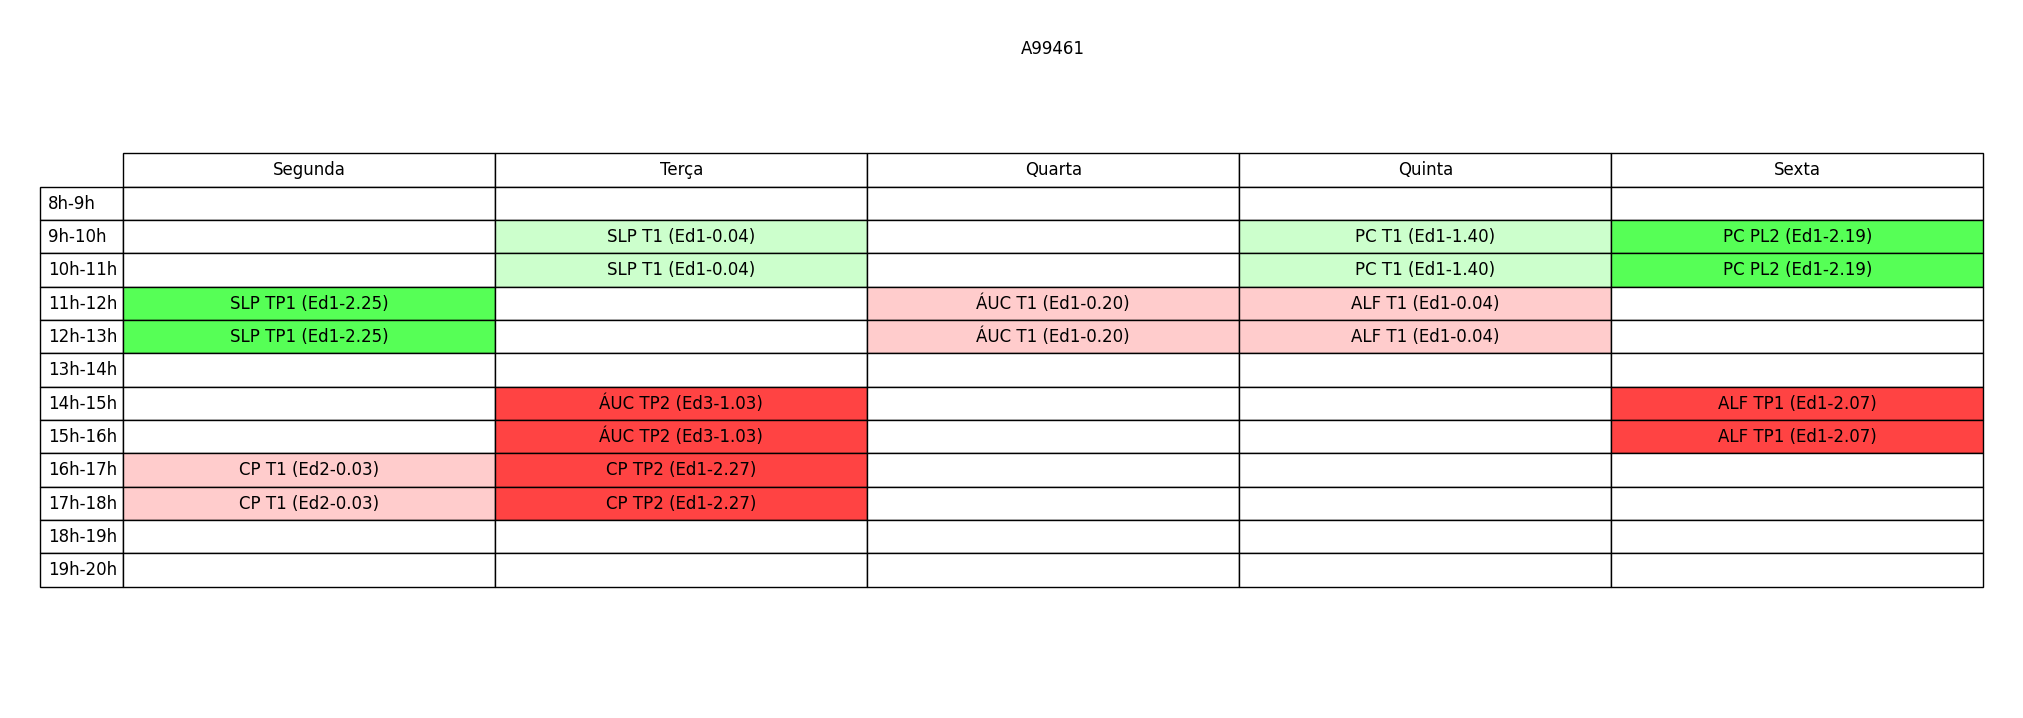 A99461
Segunda Terça Quarta Quinta Sexta
8h-9h
9h-10h SLP T1 (Ed1-0.04) PC T1 (Ed1-1.40) PC PL2 (Ed1-2.19)
10h-11h SLP T1 (Ed1-0.04) PC T1 (Ed1-1.40) PC PL2 (Ed1-2.19)
11h-12h SLP TP1 (Ed1-2.25) ÁUC T1 (Ed1-0.20) ALF T1 (Ed1-0.04)
12h-13h SLP TP1 (Ed1-2.25) ÁUC T1 (Ed1-0.20) ALF T1 (Ed1-0.04)
13h-14h
14h-15h ÁUC TP2 (Ed3-1.03) ALF TP1 (Ed1-2.07)
15h-16h ÁUC TP2 (Ed3-1.03) ALF TP1 (Ed1-2.07)
16h-17h CP T1 (Ed2-0.03) CP TP2 (Ed1-2.27)
17h-18h CP T1 (Ed2-0.03) CP TP2 (Ed1-2.27)
18h-19h
19h-20h